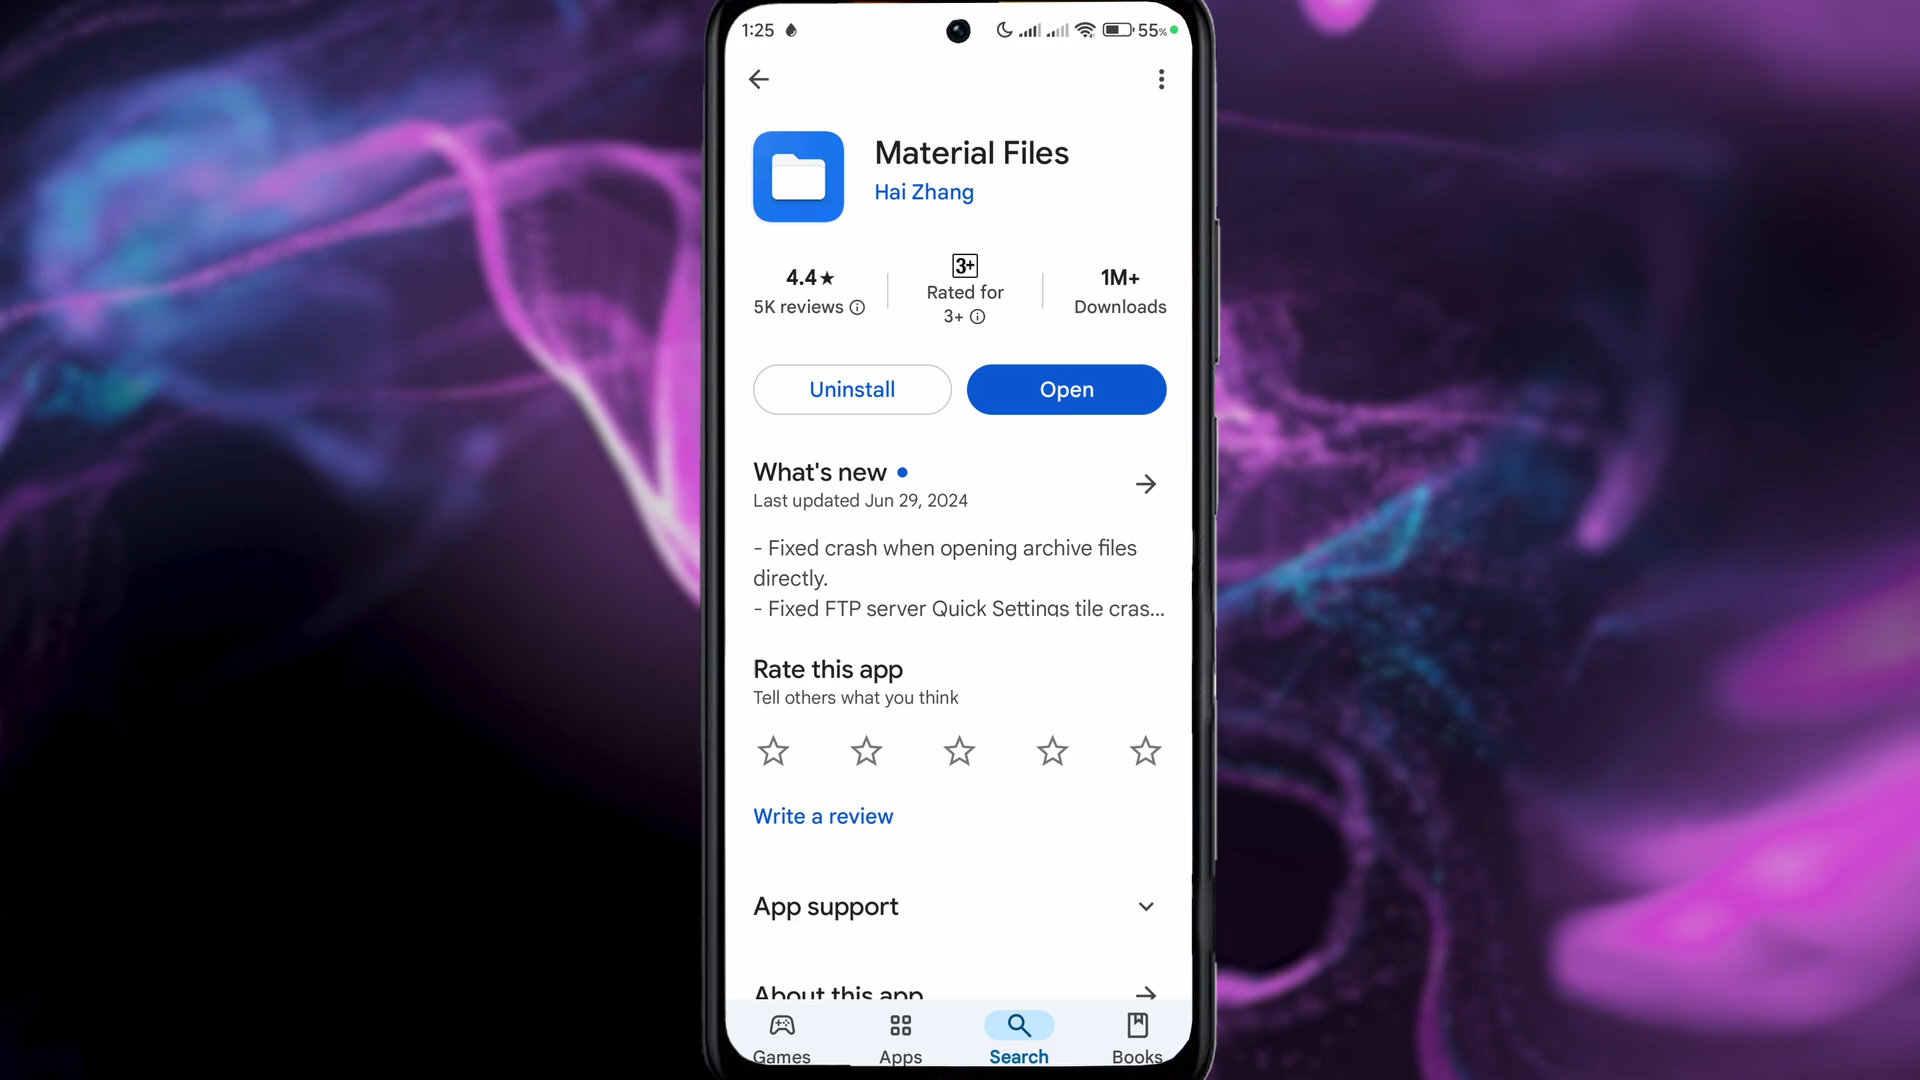 1:25 55%
Material Files
Hai Zhang
4.4★
5K reviews
3+
Rated for
3+
1M+
Downloads
Uninstall Open
What's new
Last updated Jun 29, 2024
- Fixed crash when opening archive files
directly.
- Fixed FTP server Quick Settings tile cras...
Rate this app
Tell others what you think
Write a review
App support
About this app
Games Apps Search Books